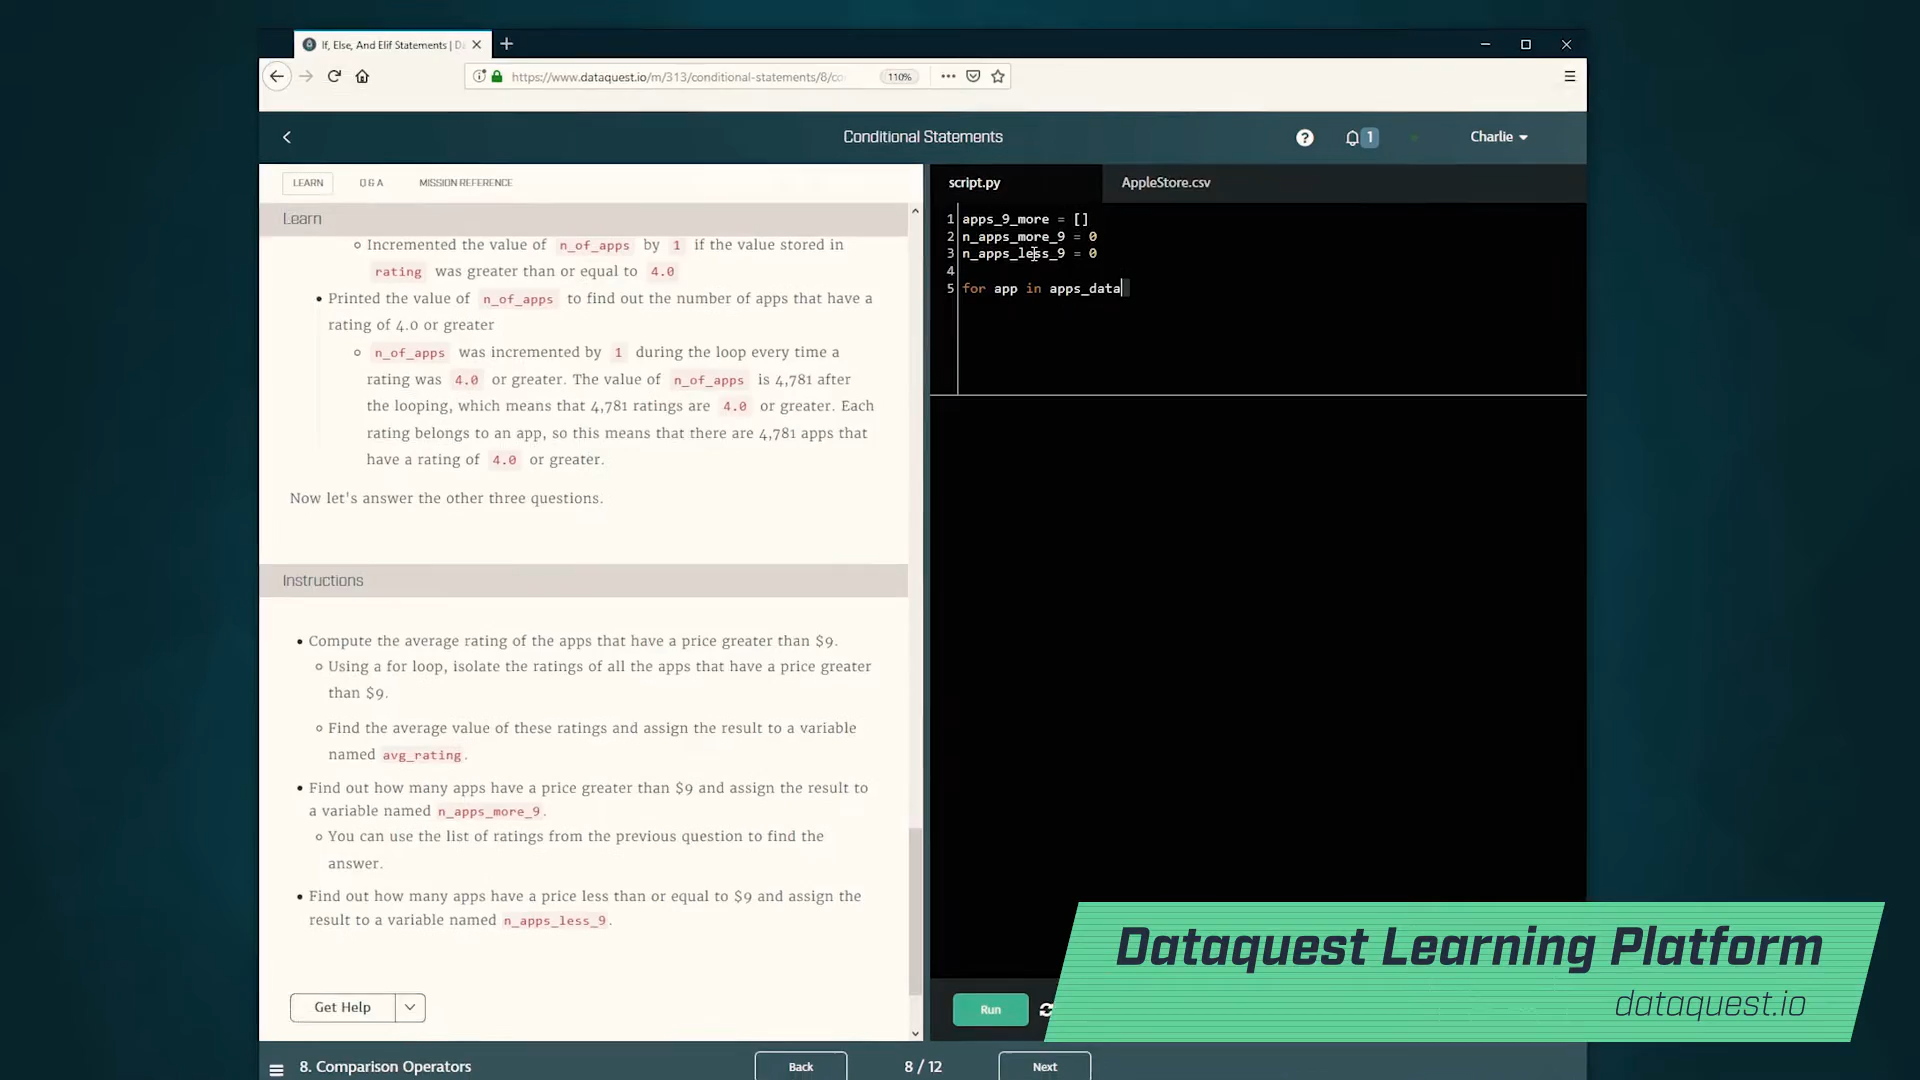 If, Else, And Elif Statements | Da
https://www.dataquest.io/m/313/conditional-statements/8/co
110%
Conditional Statements
1
Charlie
LEARN
Q & A
MISSION REFERENCE
script.py
AppleStore.csv
Learn
Incremented the value of n_of_apps by 1 if the value stored in
rating was greater than or equal to 4.0
Printed the value of n_of_apps to find out the number of apps that have a
rating of 4.0 or greater
n_of_apps was incremented by 1 during the loop every time a
rating was 4.0 or greater. The value of n_of_apps is 4,781 after
the looping, which means that 4,781 ratings are 4.0 or greater. Each
rating belongs to an app, so this means that there are 4,781 apps that
have a rating of 4.0 or greater.
Now let's answer the other three questions.
Instructions
Compute the average rating of the apps that have a price greater than $9.
Using a for loop, isolate the ratings of all the apps that have a price greater
than $9.
Find the average value of these ratings and assign the result to a variable
named avg_rating.
Find out how many apps have a price greater than $9 and assign the result to
a variable named n_apps_more_9.
You can use the list of ratings from the previous question to find the
answer.
Find out how many apps have a price less than or equal to $9 and assign the
result to a variable named n_apps_less_9.
Get Help
1 apps_9_more = []
2 n_apps_more_9 = 0
3 n_apps_less_9 = 0
4
5 for app in apps_data
Run
Dataquest Learning Platform
dataquest.io
8. Comparison Operators
Back
8 / 12
Next